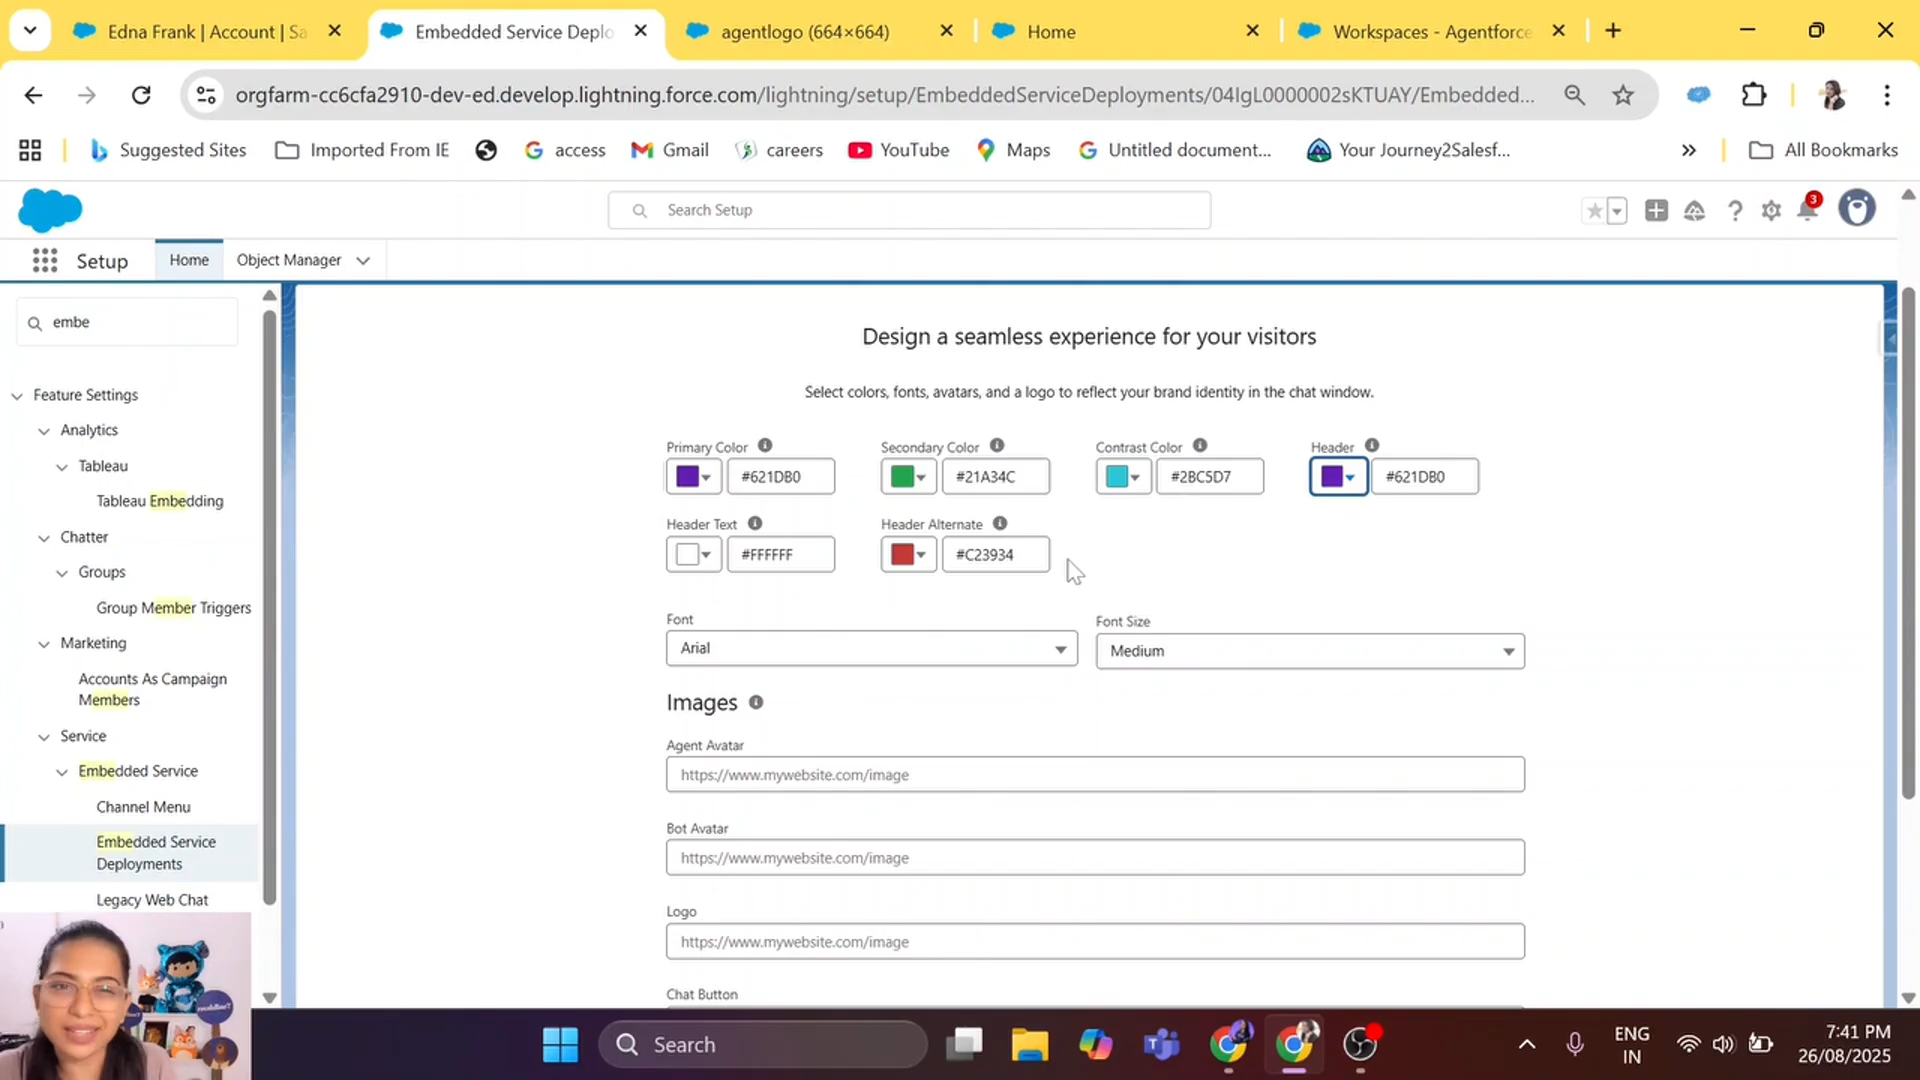 Edna Frank | Account | Sa
Embedded Service Deplo
agentlogo (664×664)
Home
Workspaces - Agentforce
orgfarm-cc6cfa2910-dev-ed.develop.lightning.force.com/lightning/setup/EmbeddedServiceDeployments/04IgL0000002sKTUAY/Embedded...
Suggested Sites
Imported From IE
access
Gmail
careers
YouTube
Maps
Untitled document...
Your Journey2Salesf...
All Bookmarks
Search Setup
3
Setup
Home
Object Manager
embe
Feature Settings
Analytics
Tableau
Tableau Embedding
Chatter
Groups
Group Member Triggers
Marketing
Accounts As Campaign
Members
Service
Embedded Service
Channel Menu
Embedded Service
Deployments
Legacy Web Chat
Design a seamless experience for your visitors
Select colors, fonts, avatars, and a logo to reflect your brand identity in the chat window.
Primary Color
#621DB0
Secondary Color
#21A34C
Contrast Color
#2BC5D7
Header
#621DB0
Header Text
#FFFFFF
Header Alternate
#C23934
Font
Arial
Font Size
Medium
Images
Agent Avatar
https://www.mywebsite.com/image
Bot Avatar
https://www.mywebsite.com/image
Logo
https://www.mywebsite.com/image
Chat Button
Search
ENG
IN
7:41 PM
26/08/2025